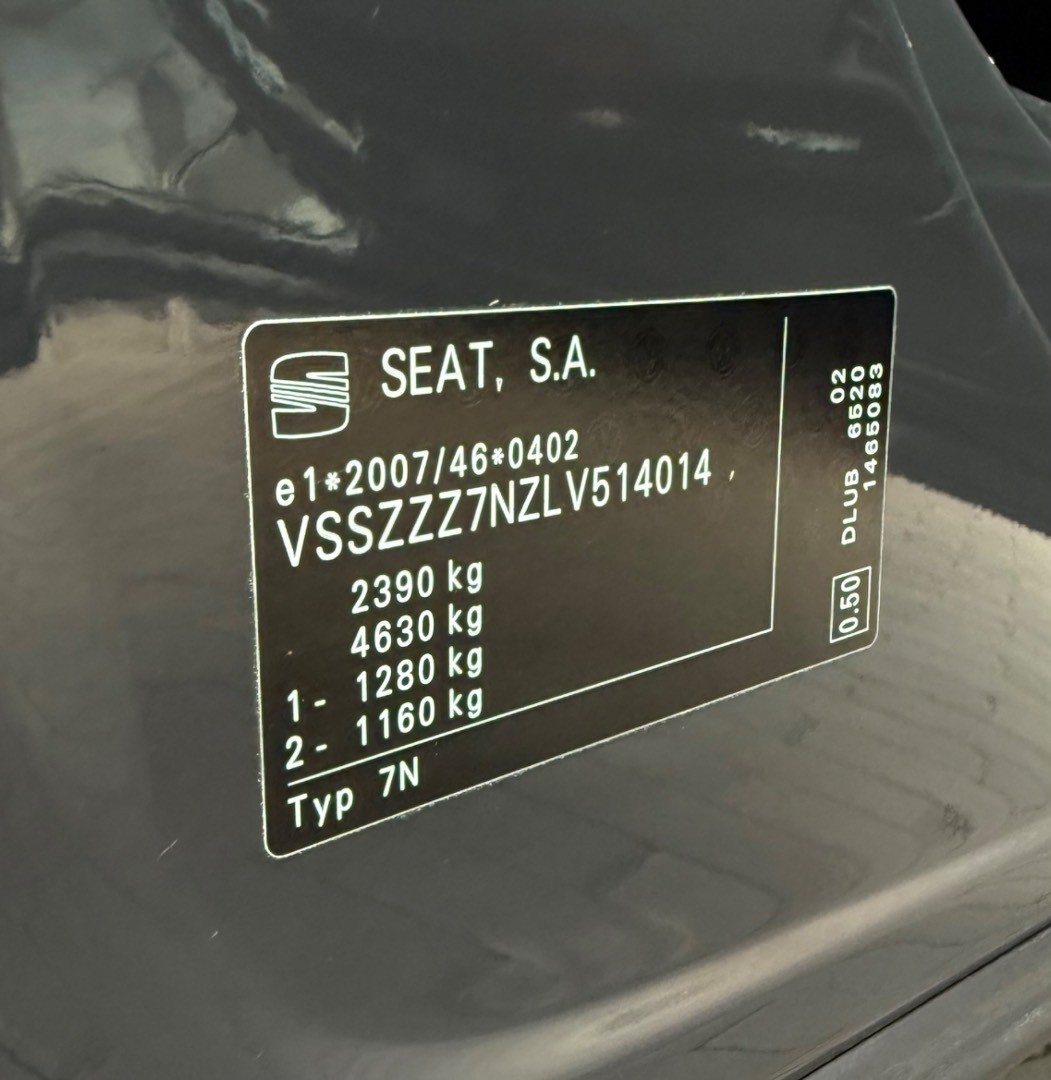 SEAT, S.A.
e1*2007/46*0402
VSSZZZ7NZLV514014
2390 kg
4630 kg
1- 1280 kg
2- 1160 kg
Typ 7N
02
DLUB 6520
1465083
0.50